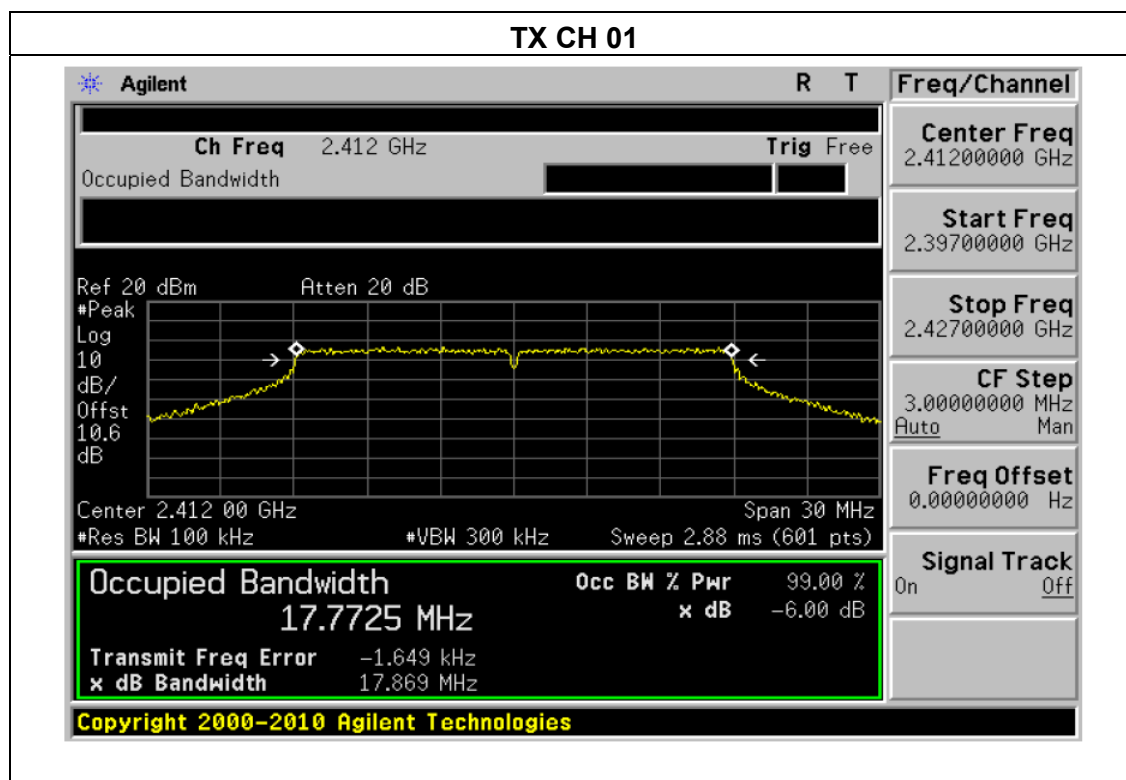 TX CH 01
Agilent R T
Freq/Channel
Ch Freq 2.412 GHz Trig Free
Occupied Bandwidth
Center Freq
2.41200000 GHz
Start Freq
2.39700000 GHz
Stop Freq
2.42700000 GHz
CF Step
3.00000000 MHz
Auto Man
Freq Offset
0.00000000 Hz
Signal Track
On Off
Ref 20 dBm Atten 20 dB
#Peak
Log
10
dB/
Offst
10.6
dB
Center 2.412 00 GHz Span 30 MHz
#Res BW 100 kHz #VBW 300 kHz Sweep 2.88 ms (601 pts)
Occupied Bandwidth Occ BW % Pwr 99.00 %
17.7725 MHz x dB -6.00 dB
Transmit Freq Error -1.649 kHz
x dB Bandwidth 17.869 MHz
Copyright 2000-2010 Agilent Technologies